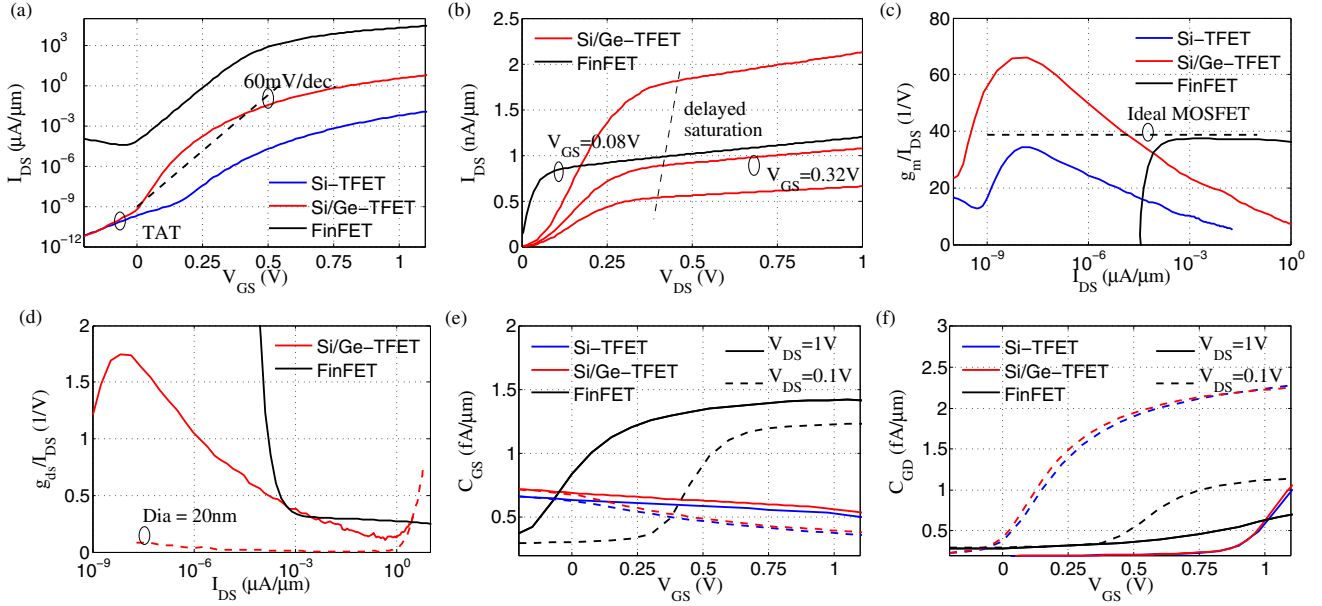 (a)
I_DS (μA/μm)
10^3
10^0
10^−3
10^−6
10^−9
10^−12
60mV/dec.
TAT
Si−TFET
Si/Ge−TFET
FinFET
0 0.25 0.5 0.75 1
V_GS (V)
(b)
I_DS (nA/μm)
2.5
2
1.5
1
0.5
0
Si/Ge−TFET
FinFET
delayed
saturation
V_GS=0.08V
V_GS=0.32V
0 0.25 0.5 0.75 1
V_DS (V)
(c)
g_m/I_DS (1/V)
80
60
40
20
0
Si−TFET
Si/Ge−TFET
FinFET
Ideal MOSFET
10^−9 10^−6 10^−3 10^0
I_DS (μA/μm)
(d)
g_ds/I_DS (1/V)
2
1.5
1
0.5
0
Si/Ge−TFET
FinFET
Dia = 20nm
10^−9 10^−6 10^−3 10^0
I_DS (μA/μm)
(e)
C_GS (fA/μm)
2
1.5
1
0.5
Si−TFET
Si/Ge−TFET
FinFET
V_DS=1V
V_DS=0.1V
0 0.25 0.5 0.75 1
V_GS (V)
(f)
C_GD (fA/μm)
3
2.5
2
1.5
1
0.5
Si−TFET
Si/Ge−TFET
FinFET
V_DS=1V
V_DS=0.1V
0 0.25 0.5 0.75 1
V_GS (V)